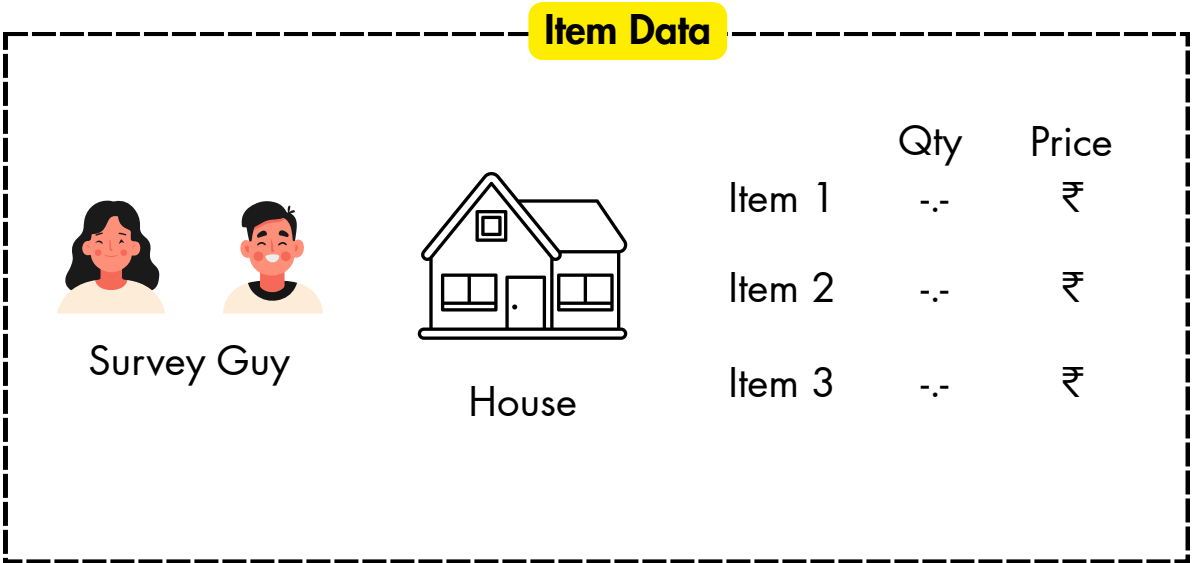 Item Data
Qty Price
Item 1 -.- ₹
Item 2 -.- ₹
Item 3 -.- ₹
Survey Guy
House